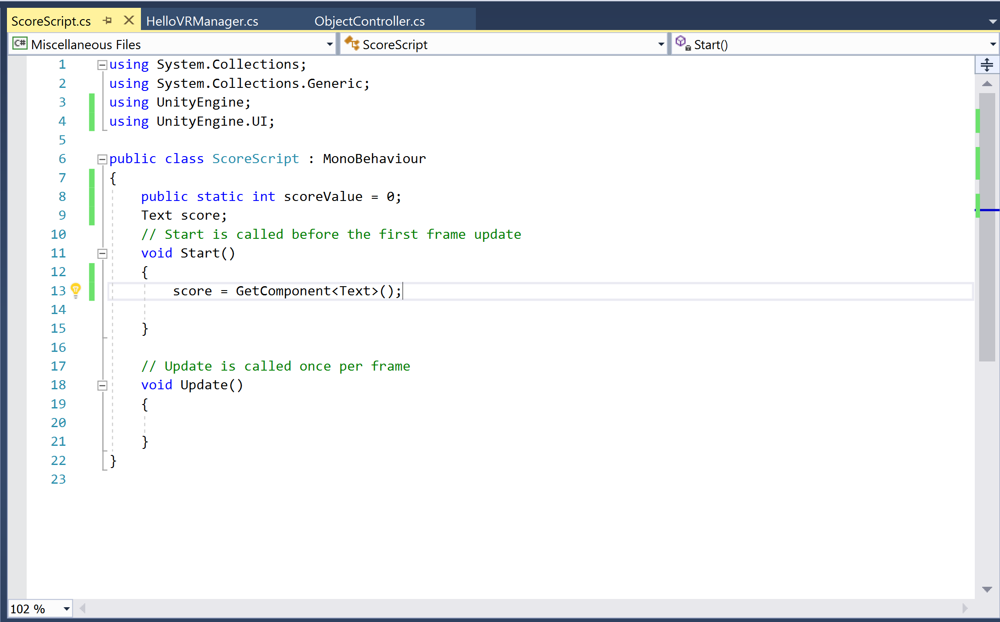 ScoreScript.cs HelloVRManager.cs ObjectController.cs
C# Miscellaneous Files ScoreScript Start()
1 using System.Collections;
2 using System.Collections.Generic;
3 using UnityEngine;
4 using UnityEngine.UI;
5
6 public class ScoreScript : MonoBehaviour
7 {
8     public static int scoreValue = 0;
9     Text score;
10     // Start is called before the first frame update
11     void Start()
12     {
13         score = GetComponent<Text>();
14
15     }
16
17     // Update is called once per frame
18     void Update()
19     {
20
21     }
22 }
23
102 %